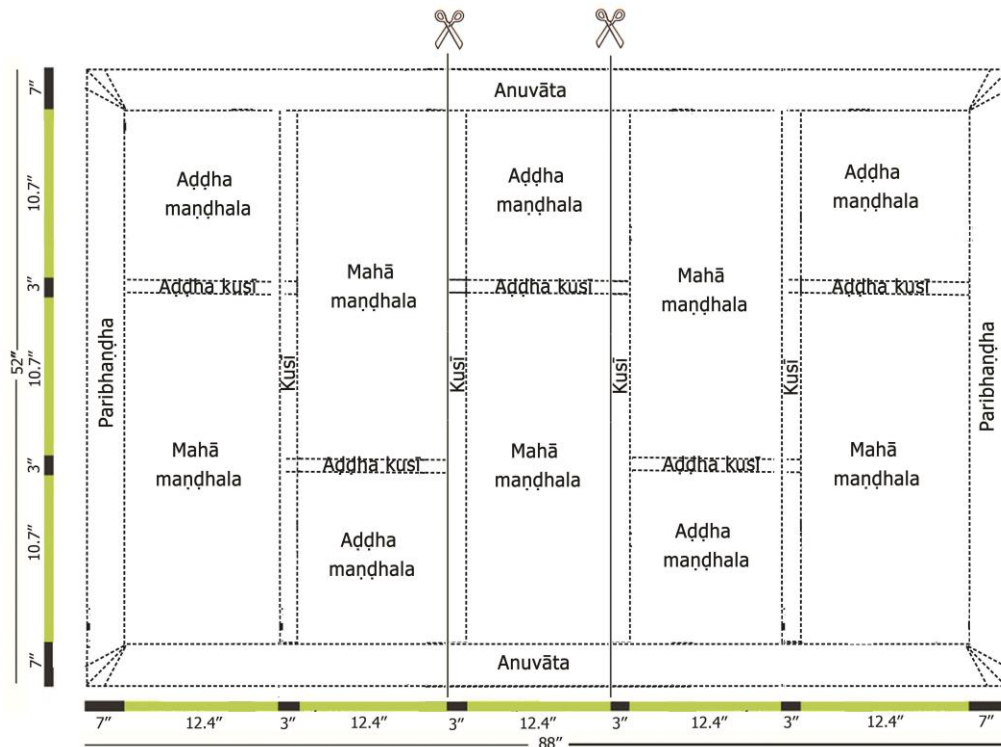 Anuvāta
Aḍḍha
maṇḍhala
Aḍḍha
maṇḍhala
Aḍḍha
maṇḍhala
Mahā
maṇḍhala
Mahā
maṇḍhala
Aḍḍha kusī
Aḍḍha kusī
Aḍḍha kusī
Paribhaṇḍha
Kusī
Kusī
Kusī
Kusī
Paribhaṇḍha
Mahā
maṇḍhala
Mahā
maṇḍhala
Mahā
maṇḍhala
Aḍḍha kusī
Aḍḍha kusī
Aḍḍha
maṇḍhala
Aḍḍha
maṇḍhala
Anuvāta
7"
10.7"
3"
10.7"
3"
10.7"
7"
52"
7"
12.4"
3"
12.4"
3"
12.4"
3"
12.4"
3"
12.4"
7"
88"